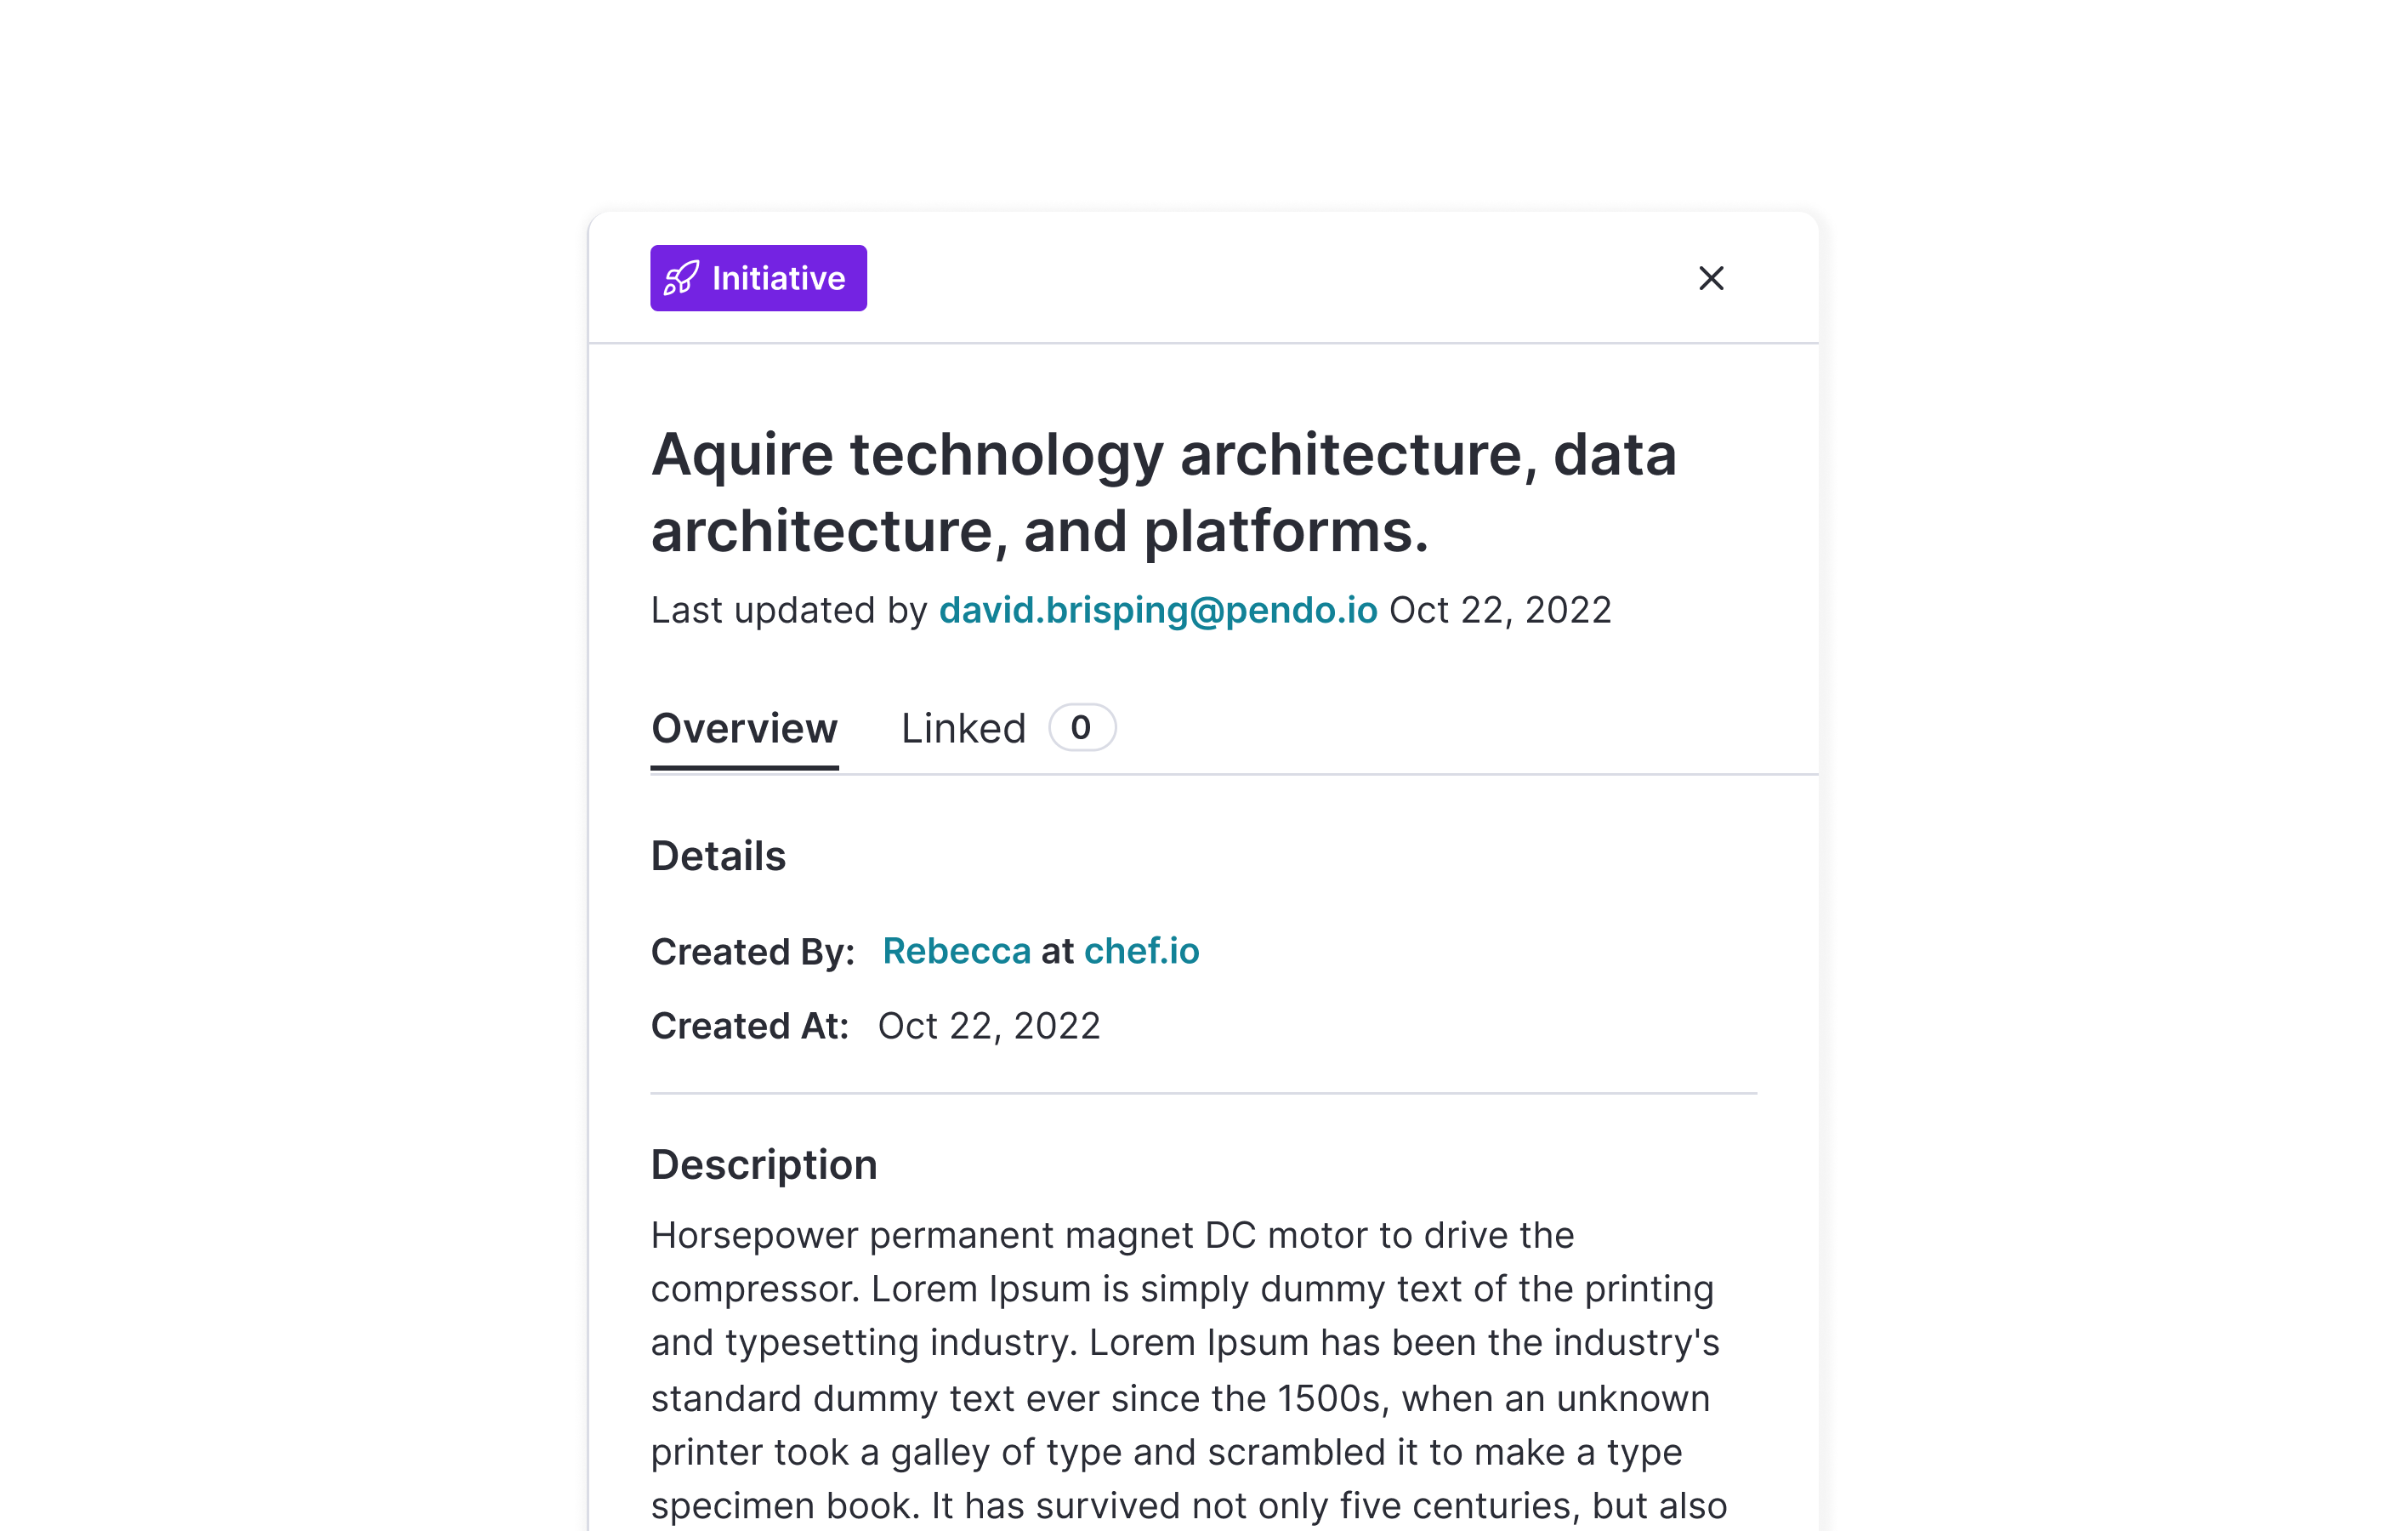 Initiative
Aquire technology architecture, data
architecture, and platforms.
Last updated by david.brisping@pendo.io Oct 22, 2022
Overview Linked 0
Details
Created By: Rebecca at chef.io
Created At: Oct 22, 2022
Description
Horsepower permanent magnet DC motor to drive the
compressor. Lorem Ipsum is simply dummy text of the printing
and typesetting industry. Lorem Ipsum has been the industry's
standard dummy text ever since the 1500s, when an unknown
printer took a galley of type and scrambled it to make a type
specimen book. It has survived not only five centuries, but also